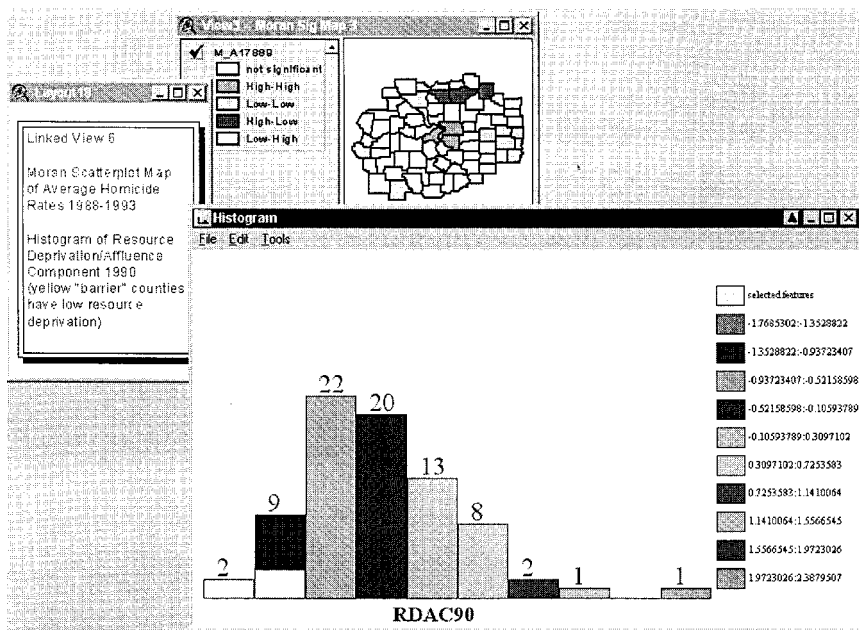 View3 - Moran Sig Map 3
M_A17889
not significant
High-High
Low-Low
High-Low
Low-High
Linked View 6
Moran Scatterplot Map
of Average Homicide
Rates 1988-1993
Histogram of Resource
Deprivation/Affluence
Component 1990
(yellow "barrier" counties
have low resource
deprivation)
Histogram
File Edit Tools
selected features
-1.7685302:-1.3528822
-1.3528822:-0.93723407
-0.93723407:-0.52158598
-0.52158598:-0.10593789
-0.10593789:0.3097102
0.3097102:0.7253583
0.7253583:1.1410064
1.1410064:1.5566545
1.5566545:1.9723026
1.9723026:2.3879507
2
9
22
20
13
8
2
1
1
RDAC90